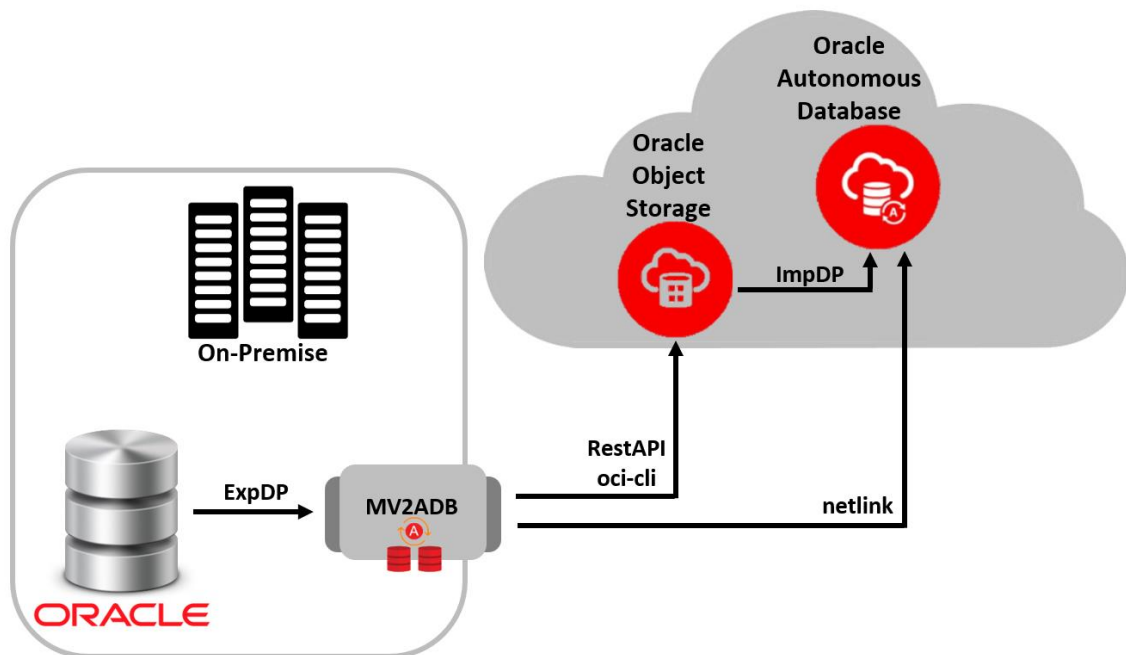 Oracle
Autonomous
Database
Oracle
Object
Storage
A
ImpDP
On-Premise
RestAPI
oci-cli
ExpDP
MV2ADB
A
netlink
ORACLE